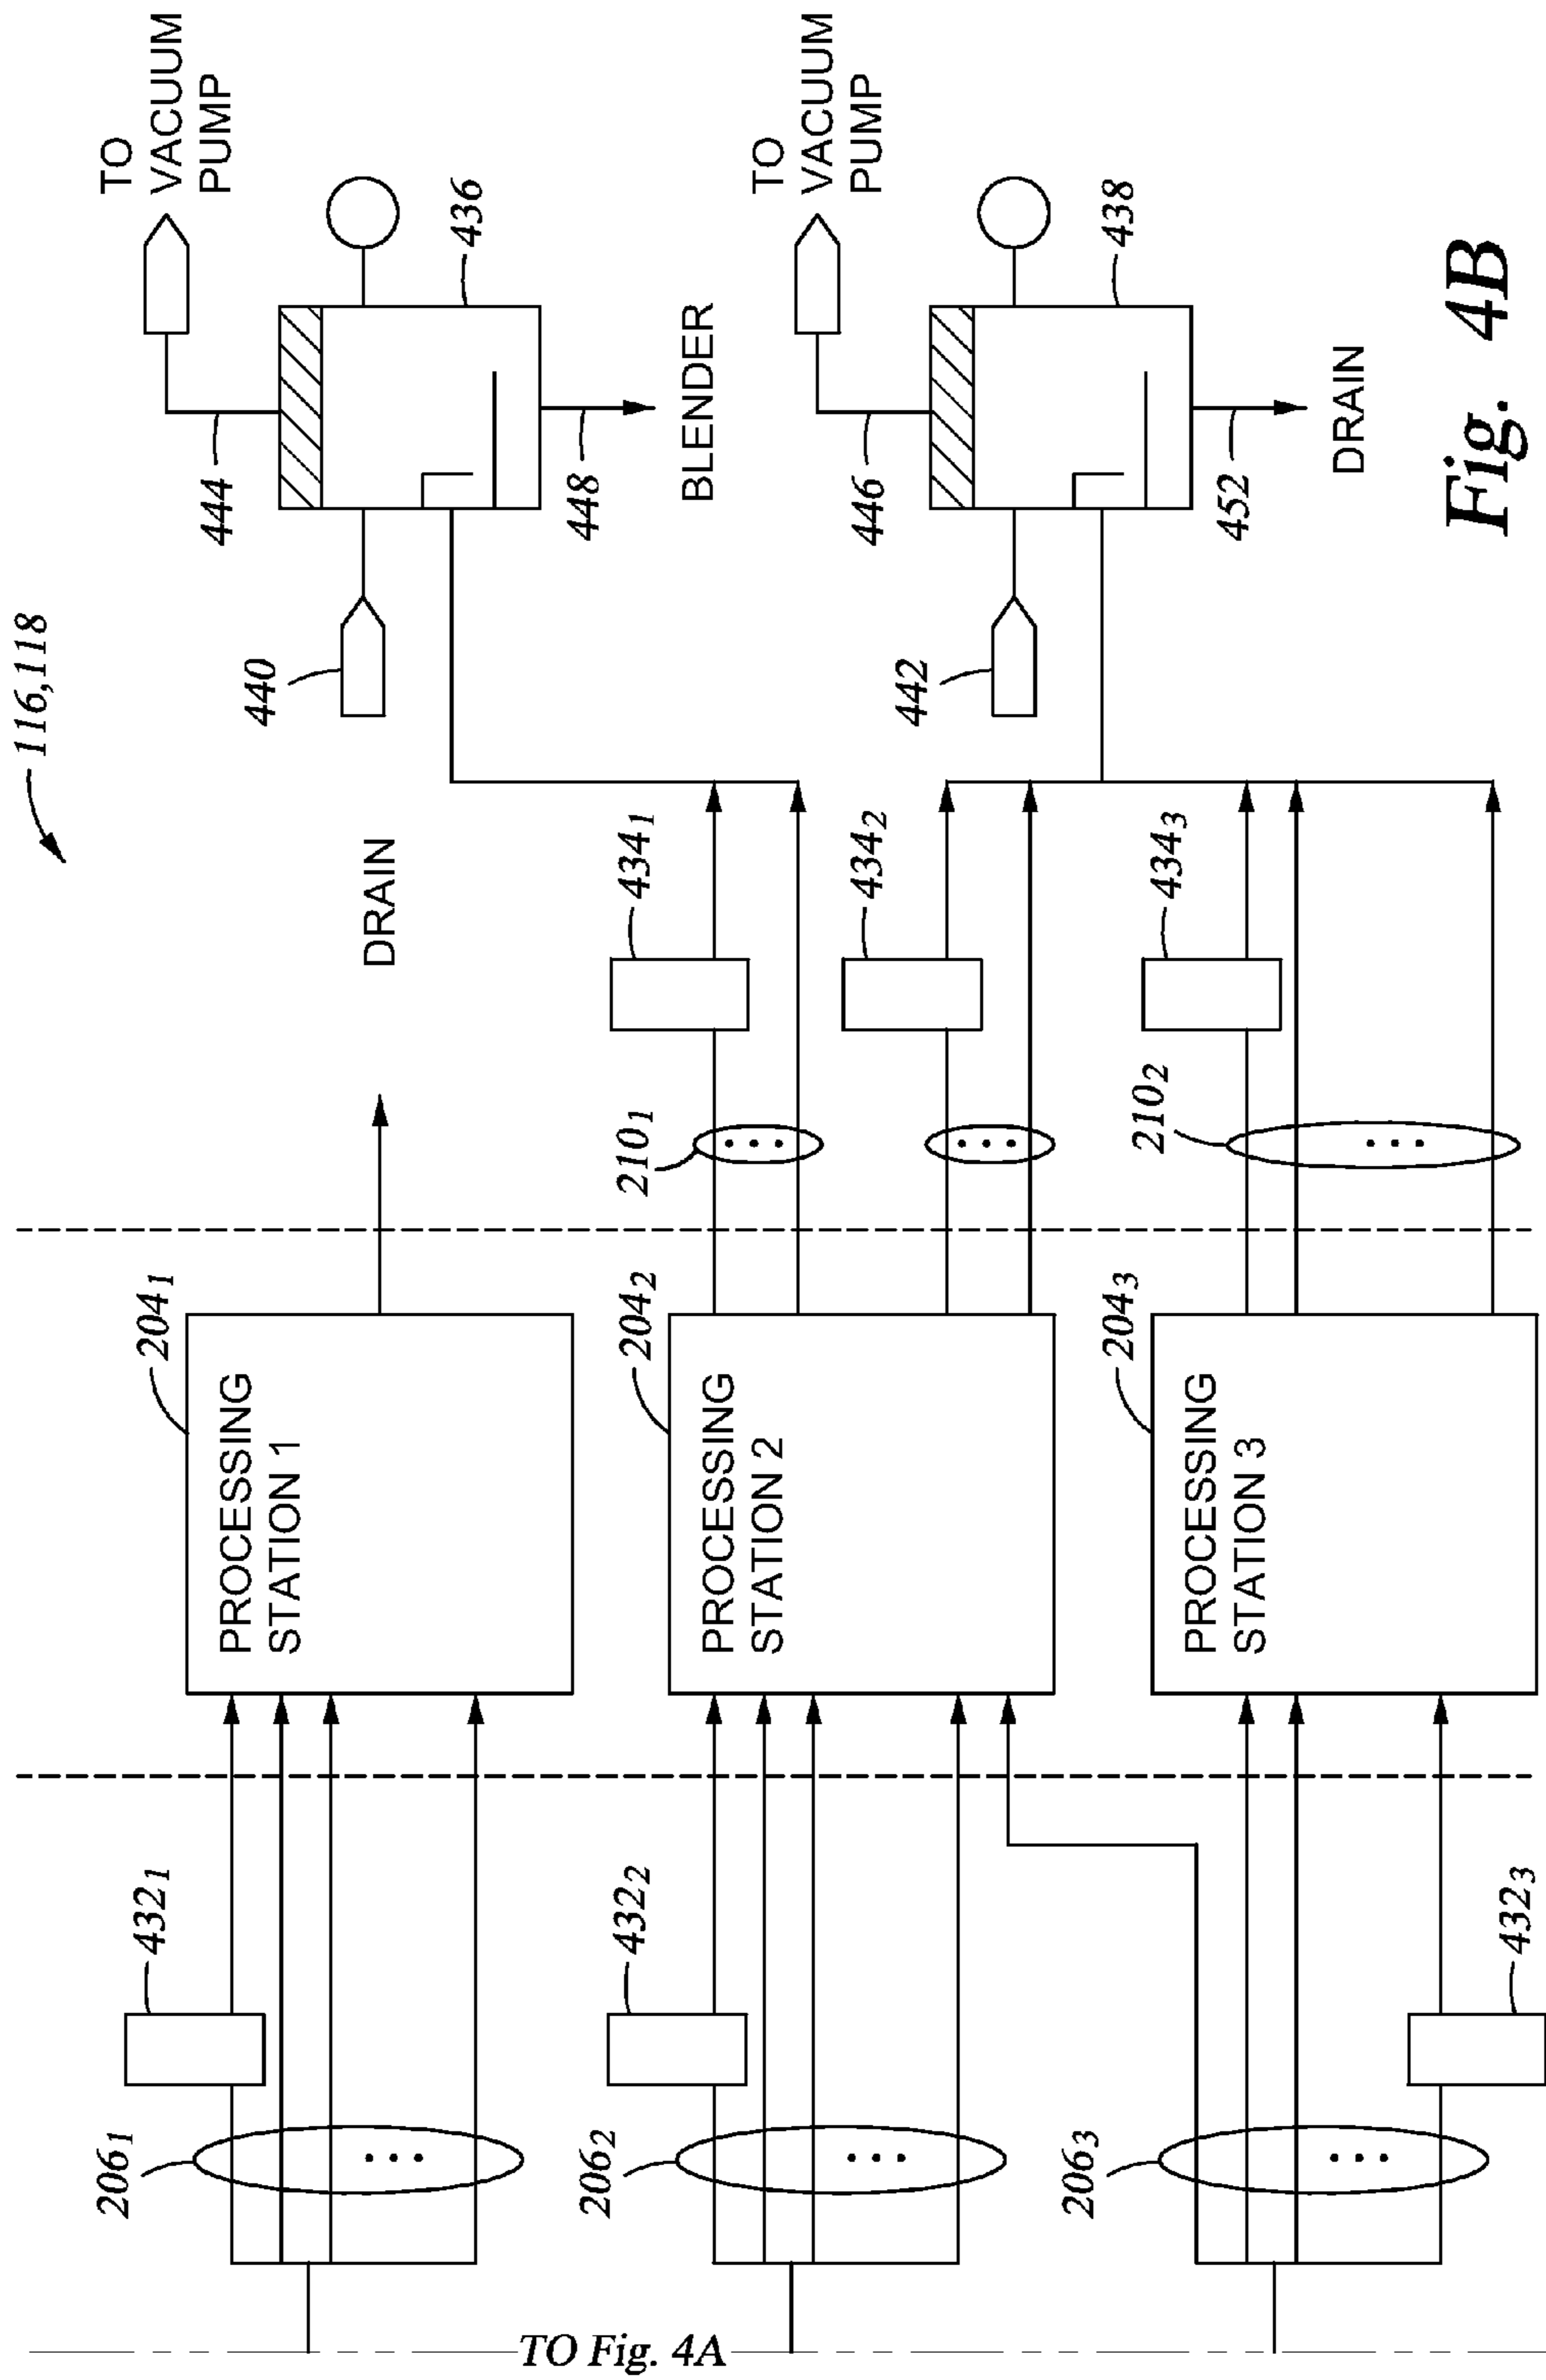 116,118
TO
VACUUM
PUMP
444
436
440
448
BLENDER
DRAIN
TO
VACUUM
PUMP
446
438
442
452
DRAIN
434₁
434₂
434₃
210₁
210₂
204₁
PROCESSING
STATION 1
204₂
PROCESSING
STATION 2
204₃
PROCESSING
STATION 3
432₁
432₂
432₃
206₁
206₂
206₃
TO Fig. 4A
Fig. 4B